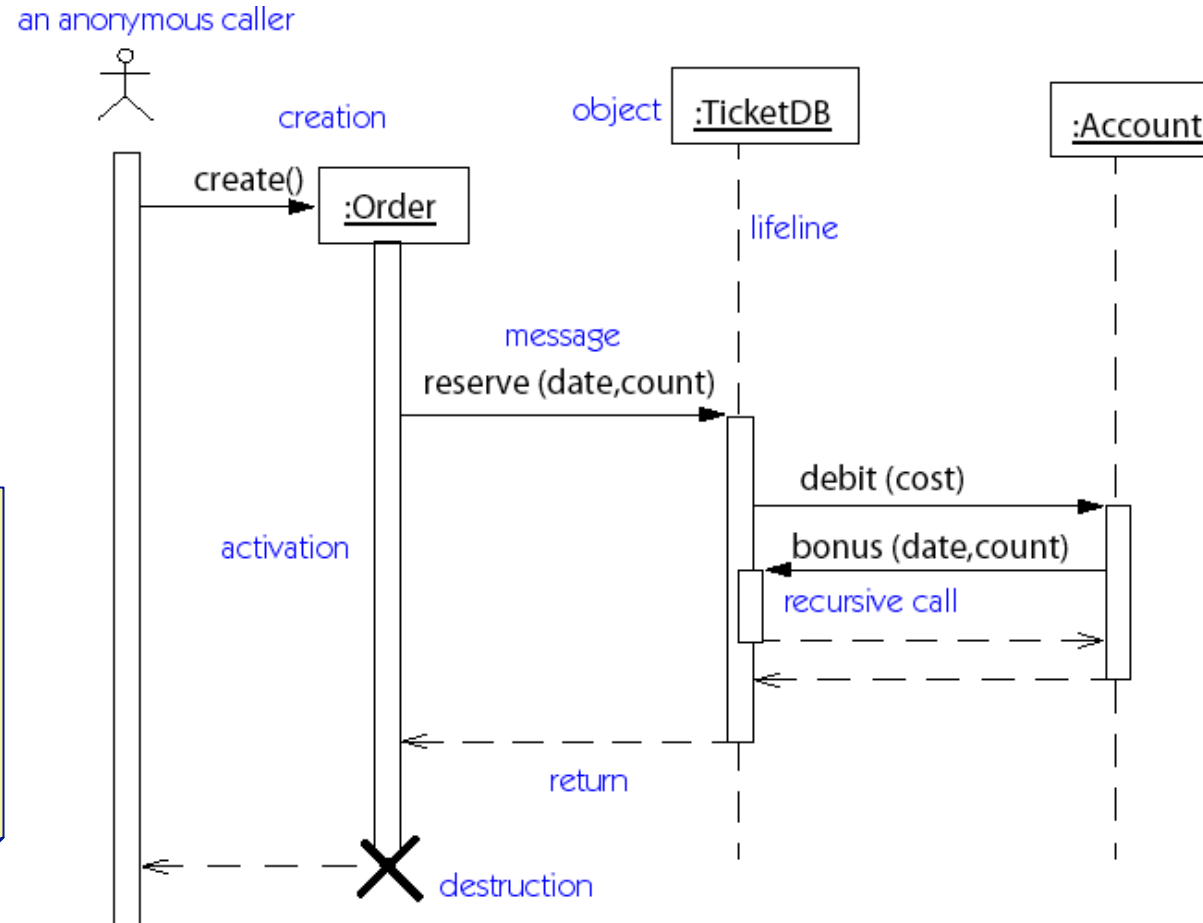 an anonymous caller
creation
object
:TicketDB
:Account
create()
:Order
lifeline
message
reserve (date,count)
debit (cost)
activation
bonus (date,count)
recursive call
return
destruction